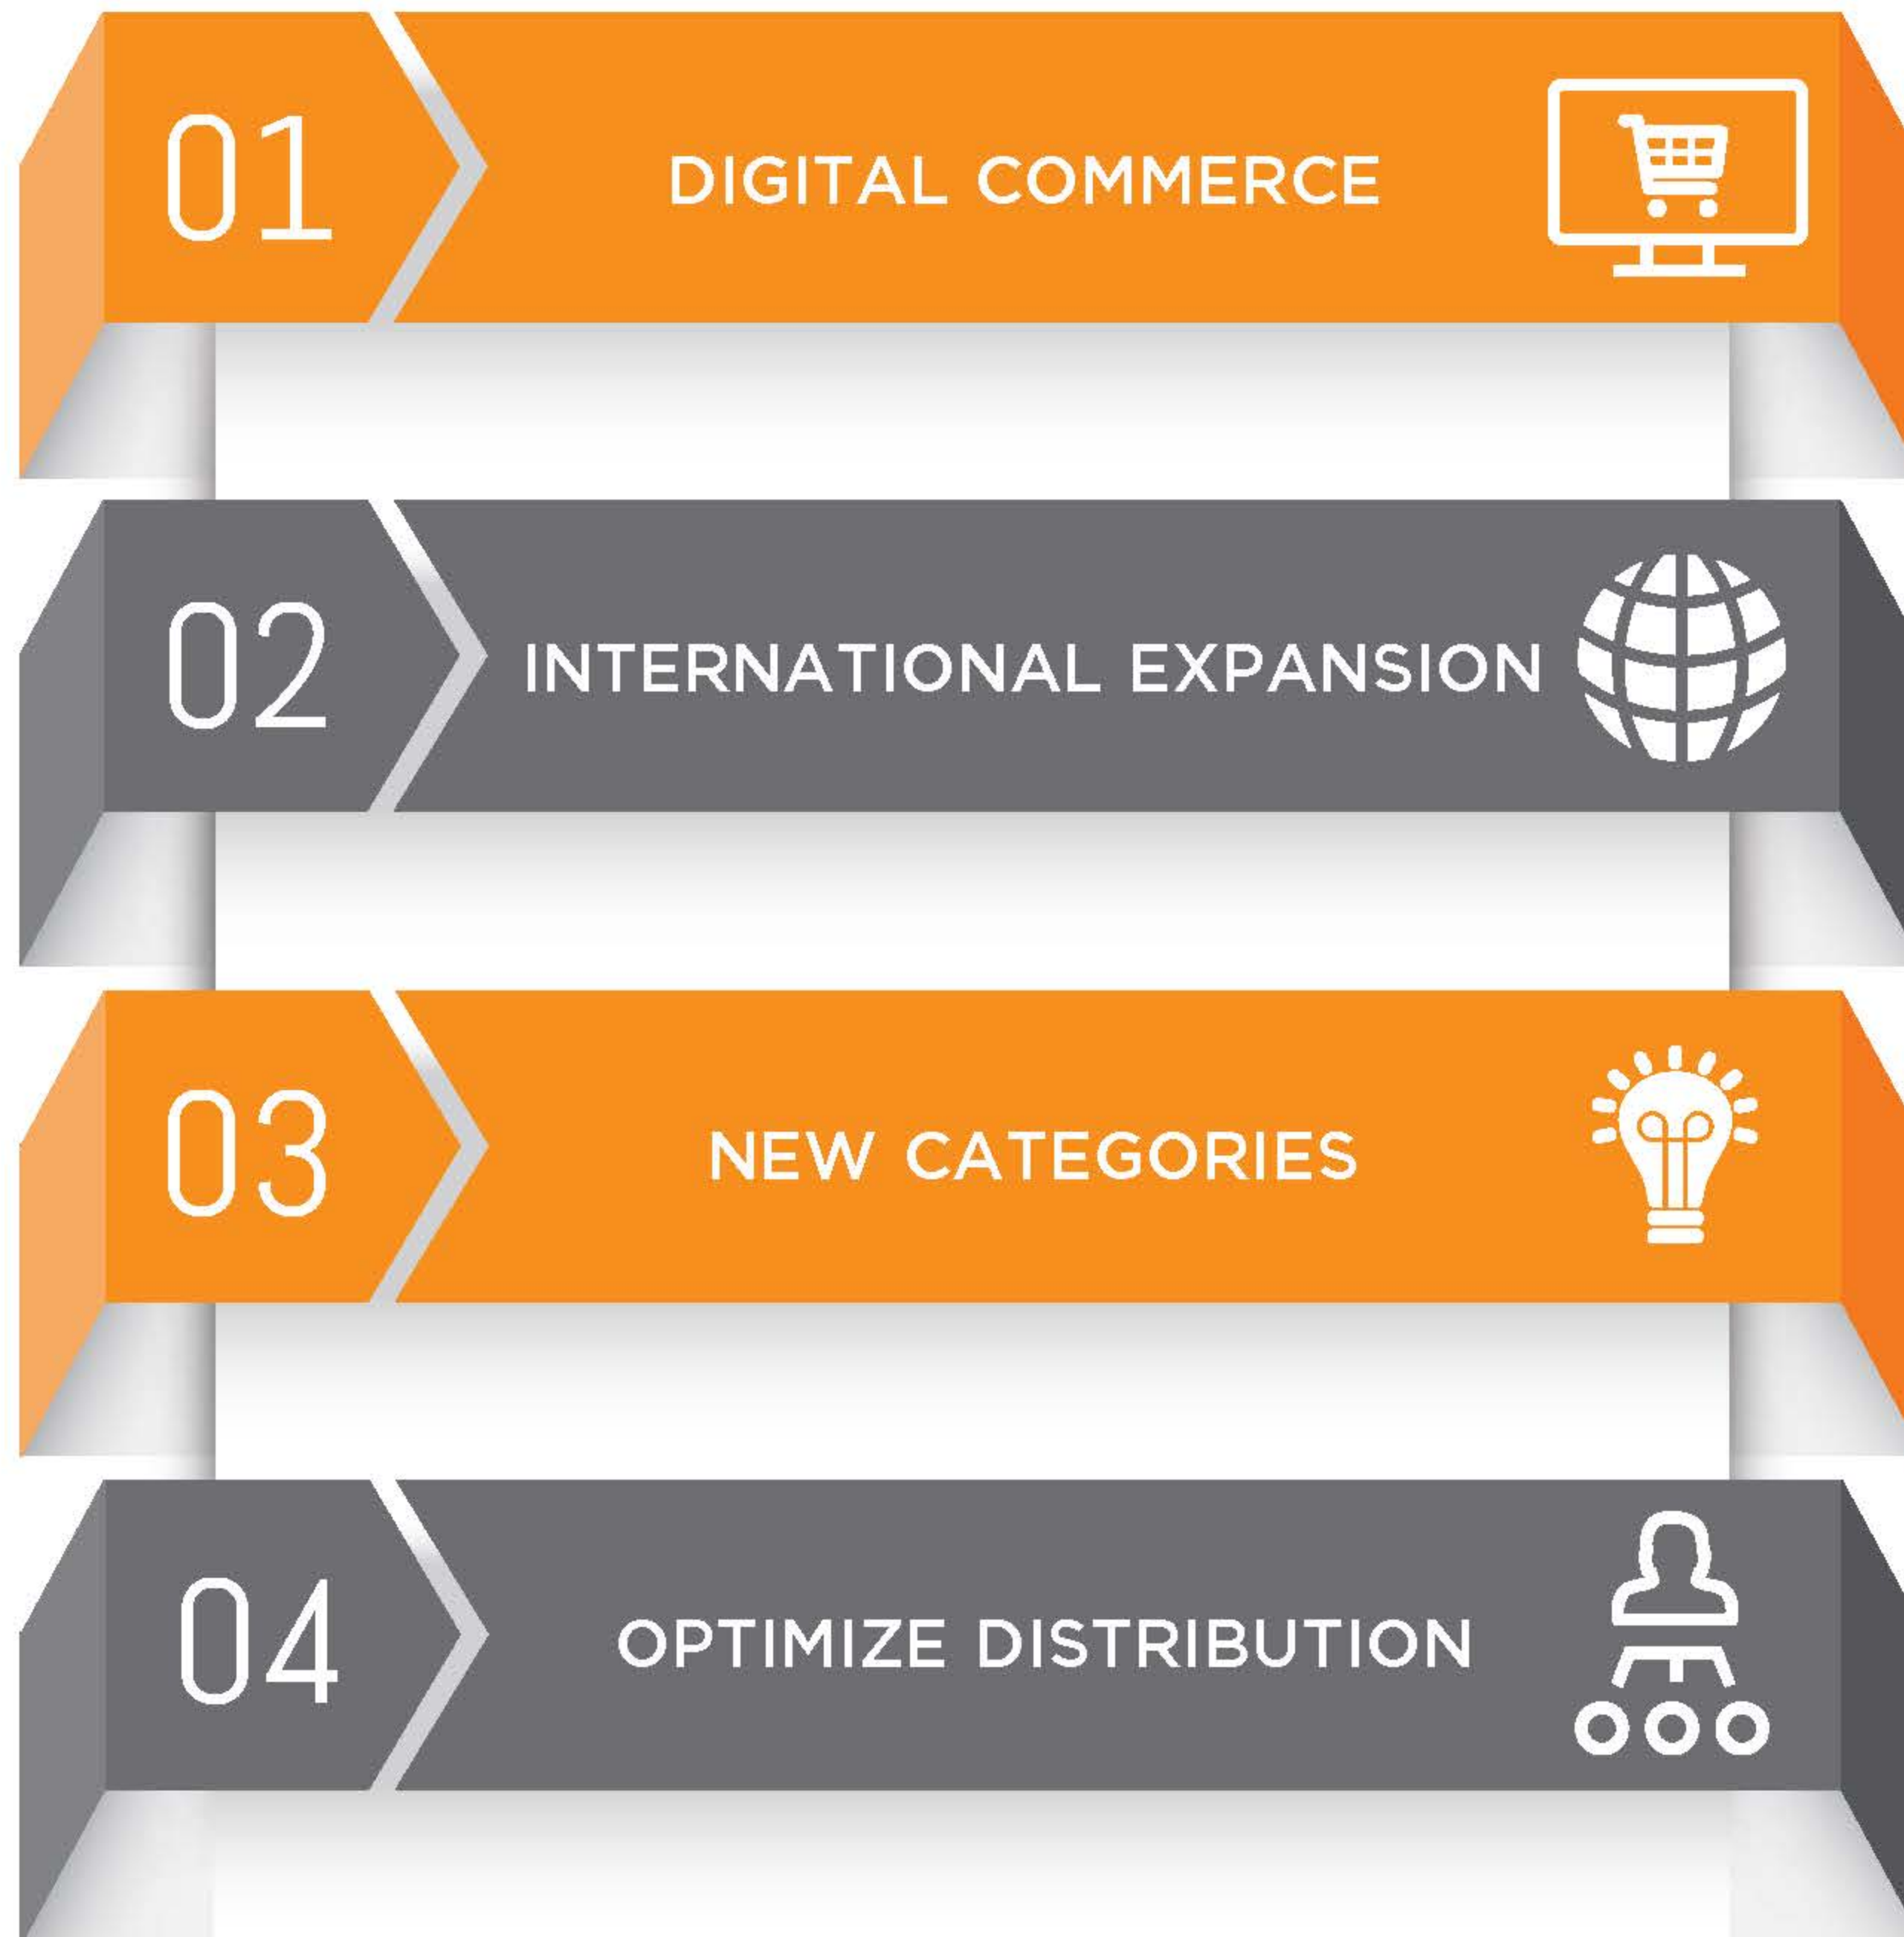 01
DIGITAL COMMERCE
02
INTERNATIONAL EXPANSION
03
NEW CATEGORIES
04
OPTIMIZE DISTRIBUTION